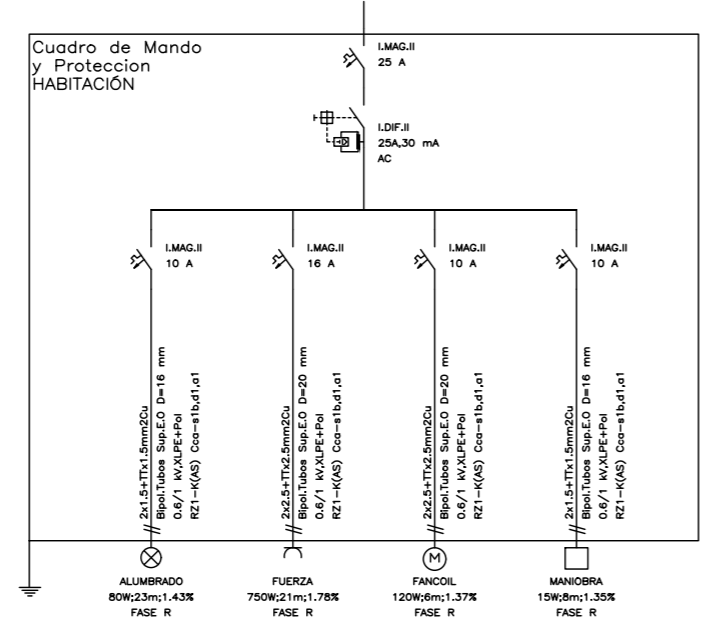 Cuadro de Mando
y Proteccion
HABITACIÓN
I.MAG.II
25 A
I.DIF.II
25A,30 mA
AC
I.MAG.II
10 A
I.MAG.II
16 A
I.MAG.II
10 A
I.MAG.II
10 A
2x1.5+TTx1.5mm2Cu
Bipol.Tubos Sup.E.O D=16 mm
0.6/1 kV,XLPE+Pol
RZ1-K(AS) Cca-s1b,d1,a1
2x2.5+TTx2.5mm2Cu
Bipol.Tubos Sup.E.O D=20 mm
0.6/1 kV,XLPE+Pol
RZ1-K(AS) Cca-s1b,d1,a1
2x2.5+TTx2.5mm2Cu
Bipol.Tubos Sup.E.O D=20 mm
0.6/1 kV,XLPE+Pol
RZ1-K(AS) Cca-s1b,d1,a1
2x1.5+TTx1.5mm2Cu
Bipol.Tubos Sup.E.O D=16 mm
0.6/1 kV,XLPE+Pol
RZ1-K(AS) Cca-s1b,d1,a1
M
ALUMBRADO
80W;23m;1.43%
FASE R
FUERZA
750W;21m;1.78%
FASE R
FANCOIL
120W;6m;1.37%
FASE R
MANIOBRA
15W;8m;1.35%
FASE R